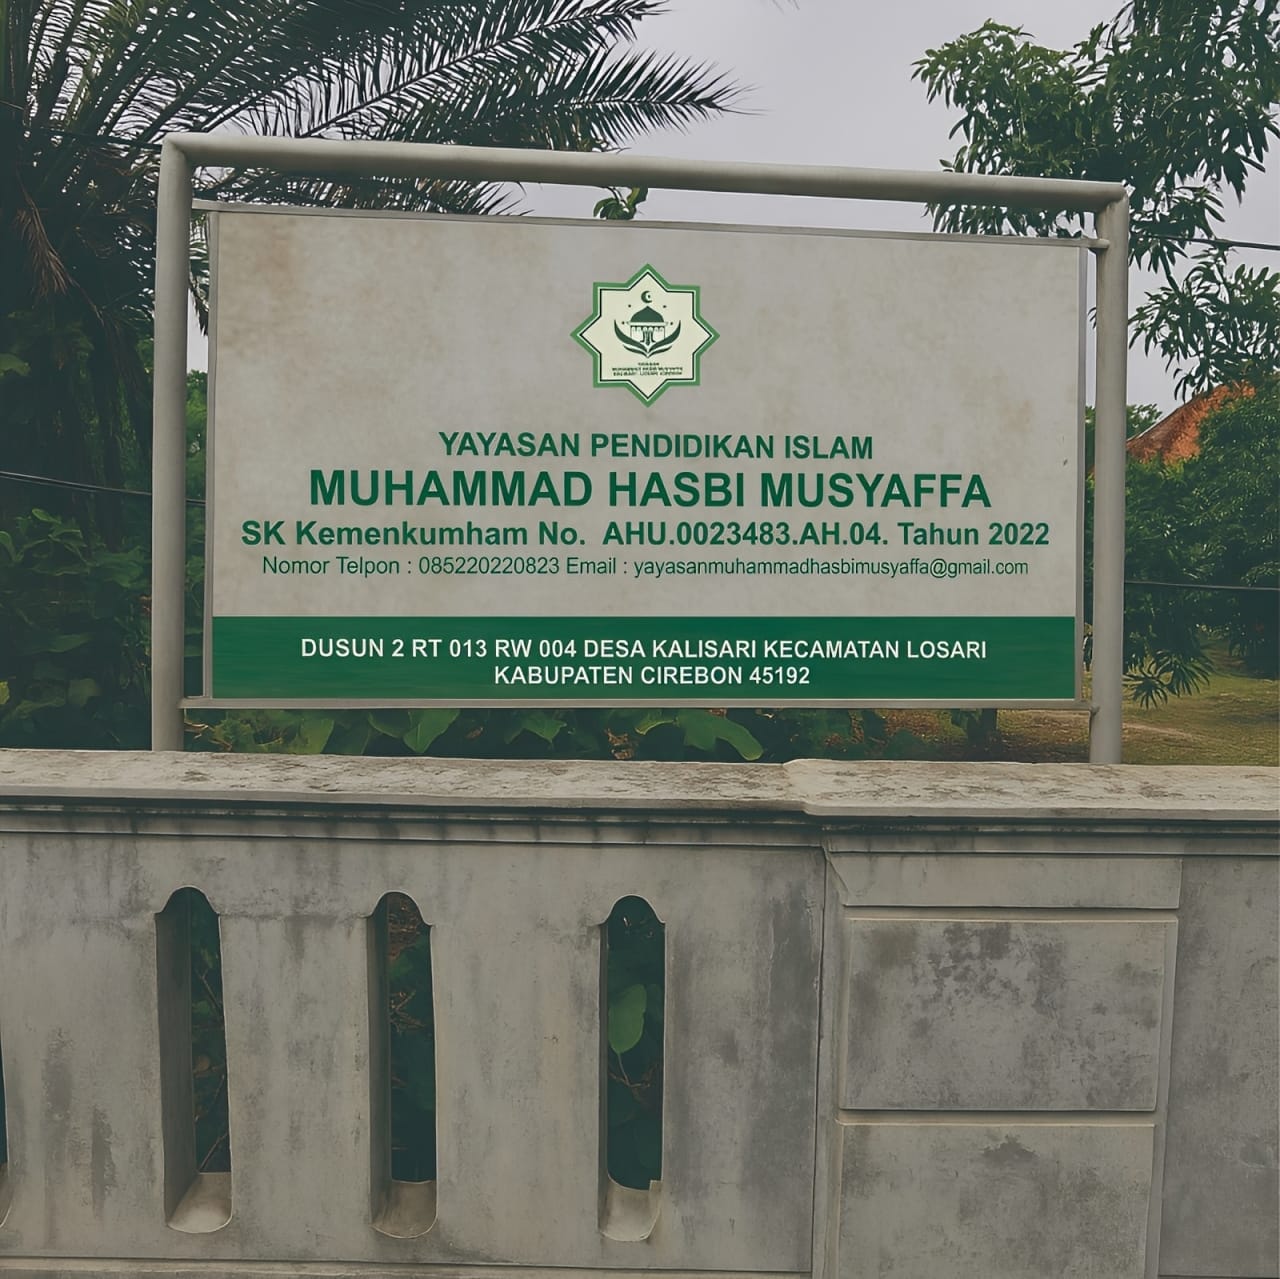 YAYASAN PENDIDIKAN ISLAM
MUHAMMAD HASBI MUSYAFFA
SK Kemenkumham No. AHU.0023483.AH.04. Tahun 2022
Nomor Telpon : 085220220823 Email : yayasanmuhammadhasbimusyaffa@gmail.com
DUSUN 2 RT 013 RW 004 DESA KALISARI KECAMATAN LOSARI
KABUPATEN CIREBON 45192